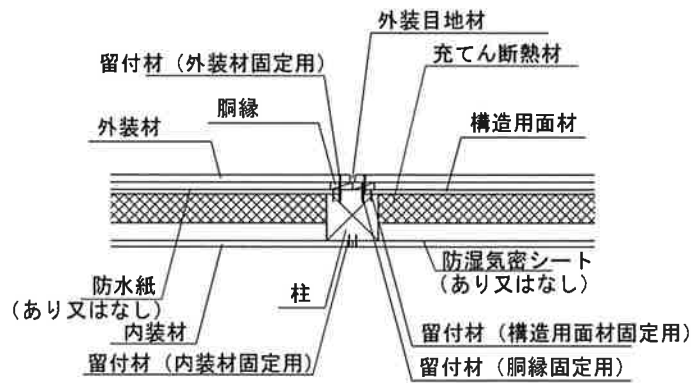 外装目地材
留付材（外装材固定用）
充てん断熱材
胴縁
外装材
構造用面材
防水紙
（あり又はなし）
柱
防湿気密シート
（あり又はなし）
内装材
留付材（構造用面材固定用）
留付材（内装材固定用）
留付材（胴縁固定用）